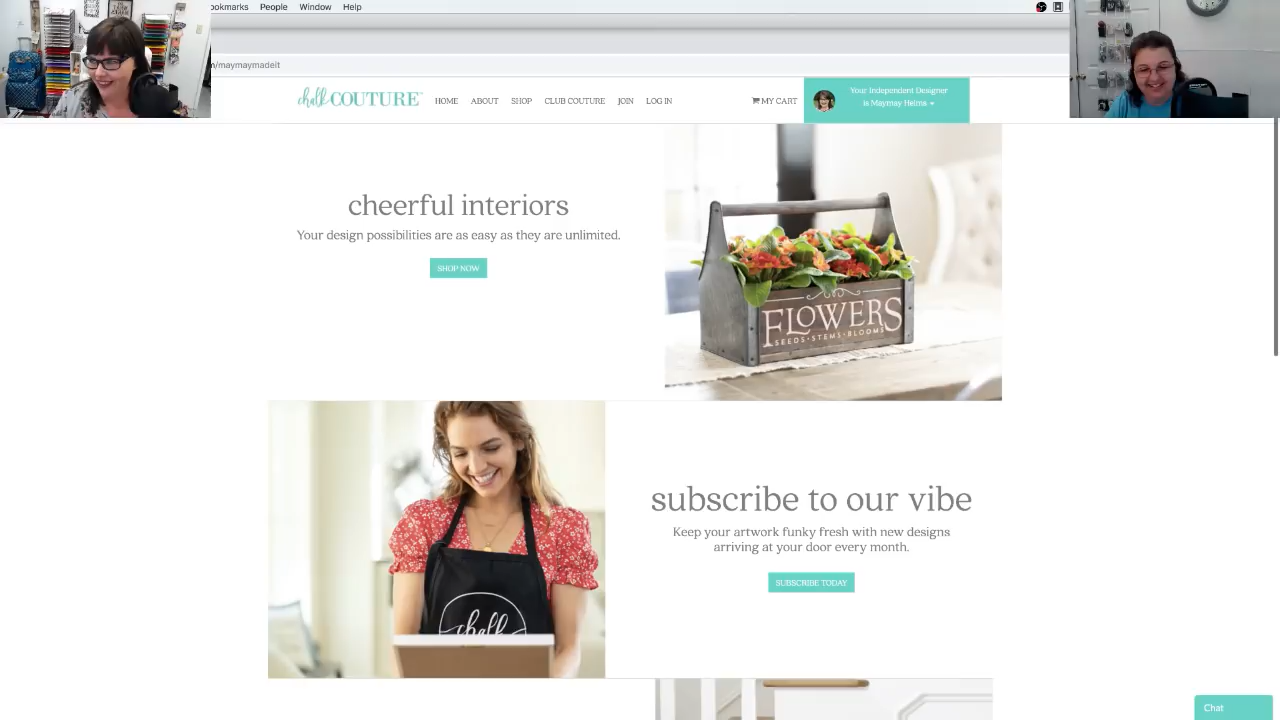 ookmarks People Window Help
m/maymaymadeit
chalk COUTURE™
HOME ABOUT SHOP CLUB COUTURE JOIN LOG IN
MY CART
Your Independent Designer
is Maymay Helms
cheerful interiors
Your design possibilities are as easy as they are unlimited.
SHOP NOW
FLOWERS
SEEDS • STEMS • BLOOMS
subscribe to our vibe
Keep your artwork funky fresh with new designs
arriving at your door every month.
SUBSCRIBE TODAY
chalk
Chat